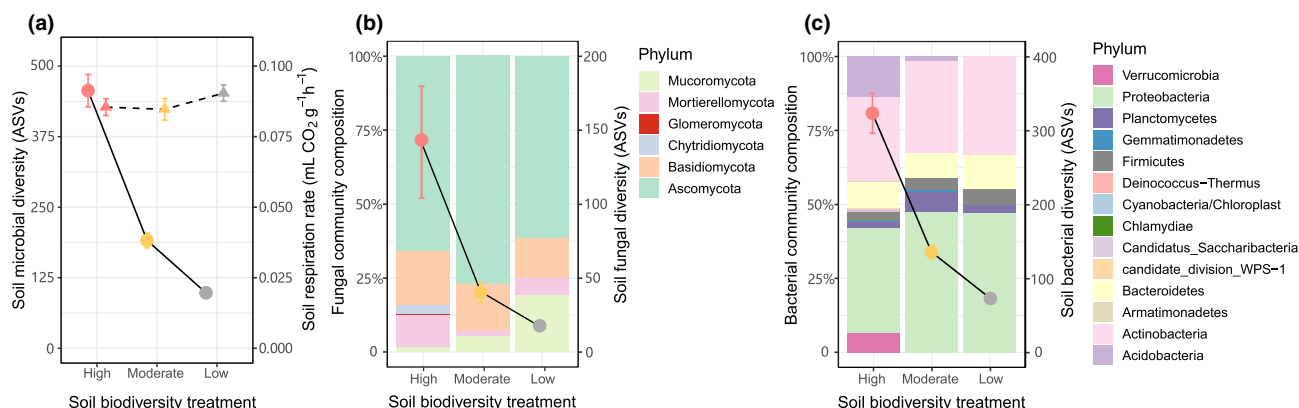 (a)
Soil microbial diversity (ASVs)
500
375
250
125
0
0.100
0.075
0.050
0.025
0.000
Soil respiration rate (mL CO2 g−1h−1)
High
Moderate
Low
Soil biodiversity treatment
(b)
Fungal community composition
100%
75%
50%
25%
0
200
150
100
50
0
Soil fungal diversity (ASVs)
High
Moderate
Low
Soil biodiversity treatment
Phylum
Mucoromycota
Mortierellomycota
Glomeromycota
Chytridiomycota
Basidiomycota
Ascomycota
(c)
Bacterial community composition
100%
75%
50%
25%
0
400
300
200
100
0
Soil bacterial diversity (ASVs)
High
Moderate
Low
Soil biodiversity treatment
Phylum
Verrucomicrobia
Proteobacteria
Planctomycetes
Gemmatimonadetes
Firmicutes
Deinococcus−Thermus
Cyanobacteria/Chloroplast
Chlamydiae
Candidatus_Saccharibacteria
candidate_division_WPS−1
Bacteroidetes
Armatimonadetes
Actinobacteria
Acidobacteria